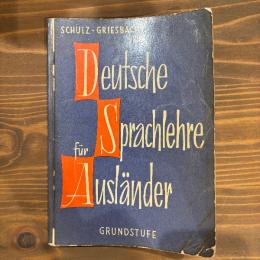 SCHULZ-GRIESBACH
Deutsche
Sprachlehre
für
Ausländer
GRUNDSTUFE